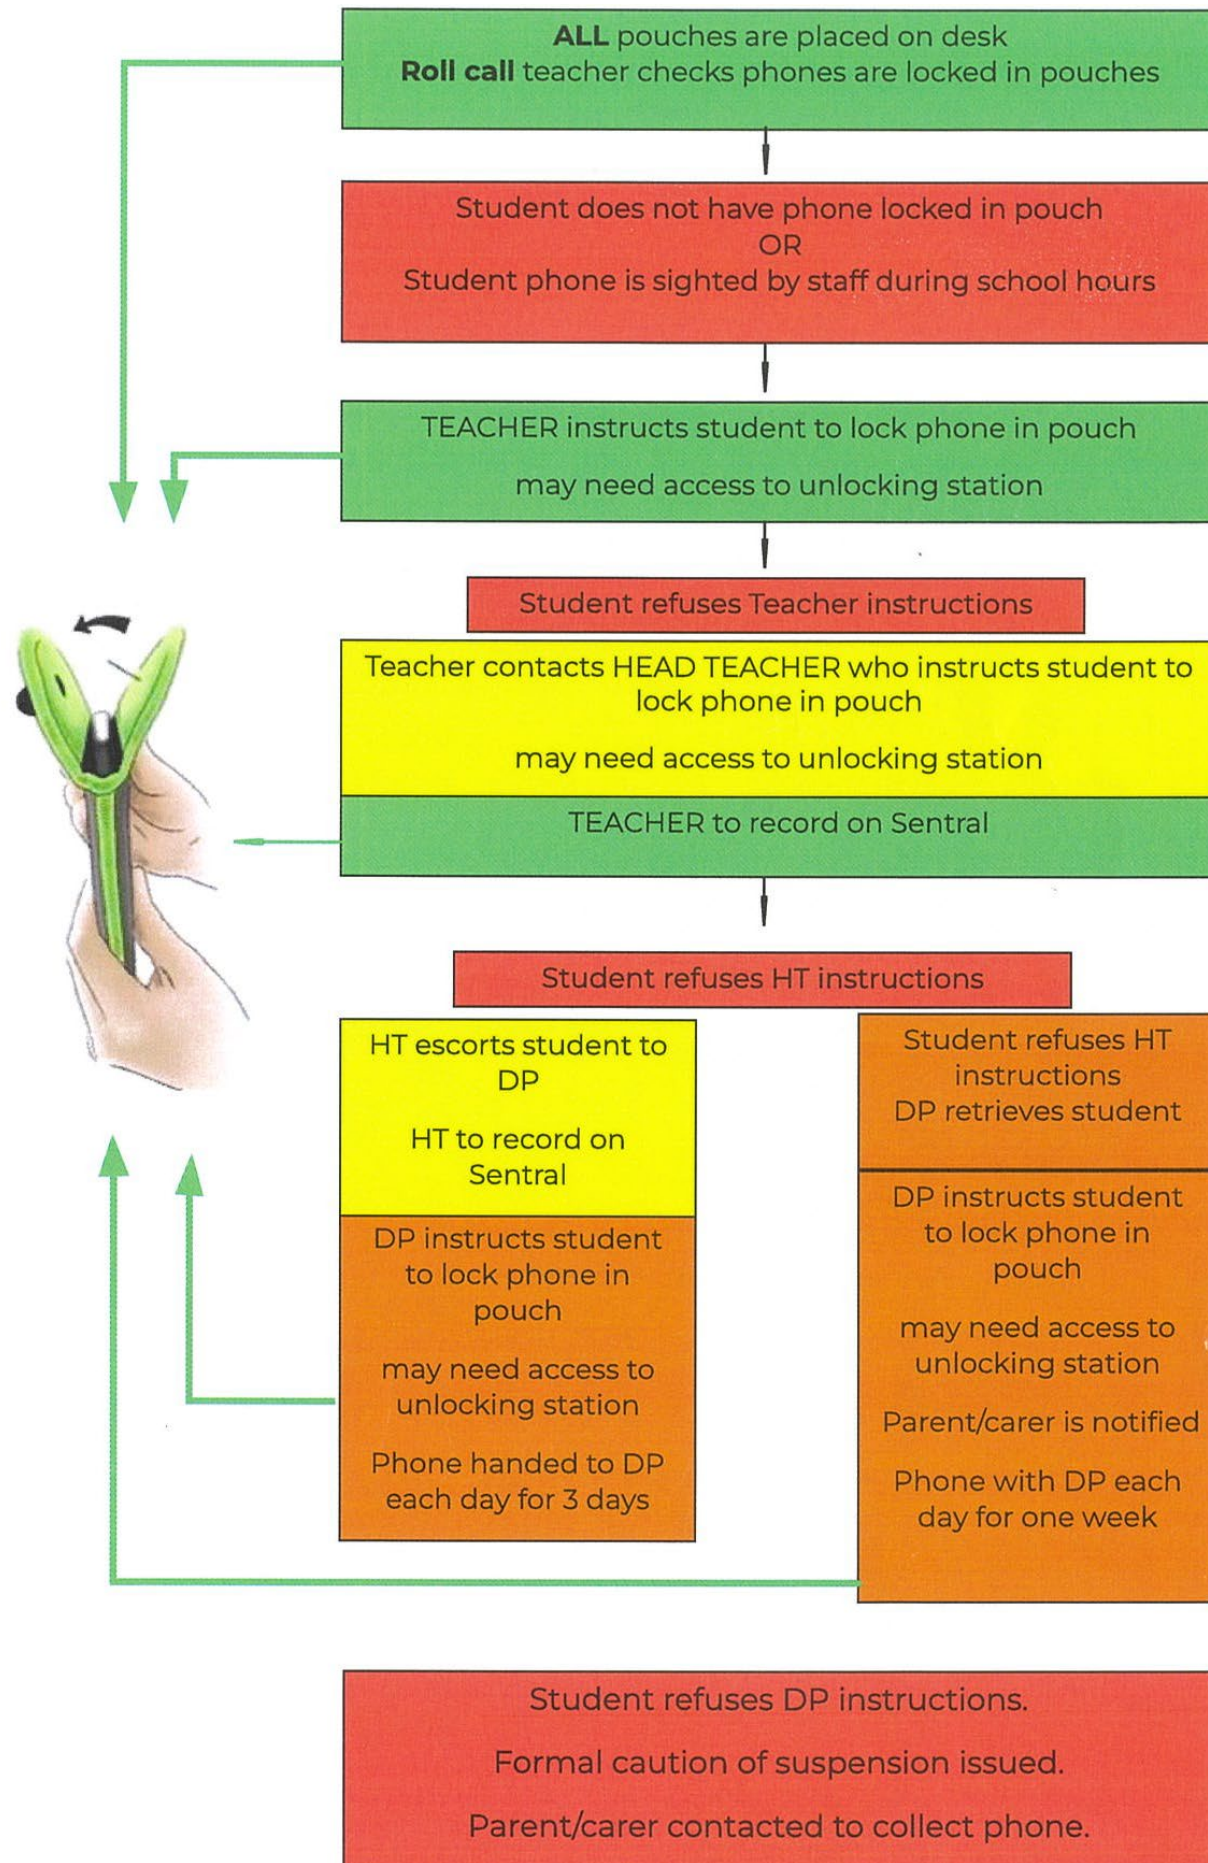 ALL pouches are placed on desk
Roll call teacher checks phones are locked in pouches
Student does not have phone locked in pouch
OR
Student phone is sighted by staff during school hours
TEACHER instructs student to lock phone in pouch
may need access to unlocking station
Student refuses Teacher instructions
Teacher contacts HEAD TEACHER who instructs student to
lock phone in pouch
may need access to unlocking station
TEACHER to record on Sentral
Student refuses HT instructions
HT escorts student to
DP
HT to record on
Sentral
DP instructs student
to lock phone in
pouch
may need access to
unlocking station
Phone handed to DP
each day for 3 days
Student refuses HT
instructions
DP retrieves student
DP instructs student
to lock phone in
pouch
may need access to
unlocking station
Parent/carer is notified
Phone with DP each
day for one week
Student refuses DP instructions.
Formal caution of suspension issued.
Parent/carer contacted to collect phone.